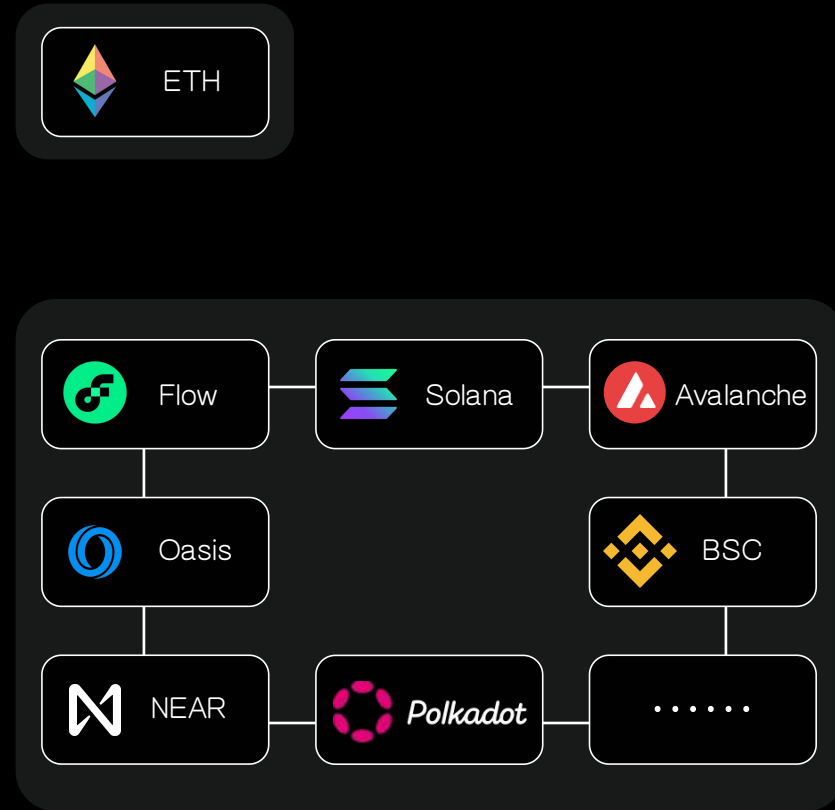 ETH
Flow
Solana
Avalanche
Oasis
BSC
NEAR
Polkadot
......